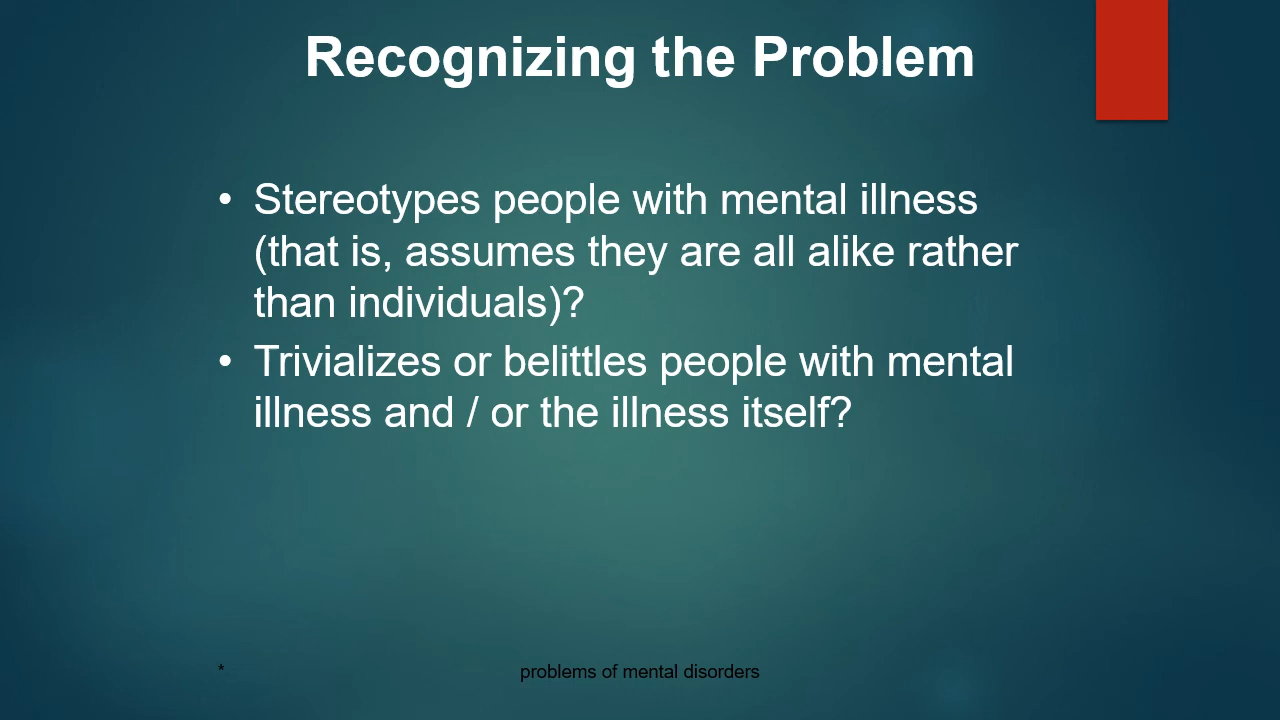 Recognizing the Problem
• Stereotypes people with mental illness
(that is, assumes they are all alike rather
than individuals)?
• Trivializes or belittles people with mental
illness and / or the illness itself?
* problems of mental disorders